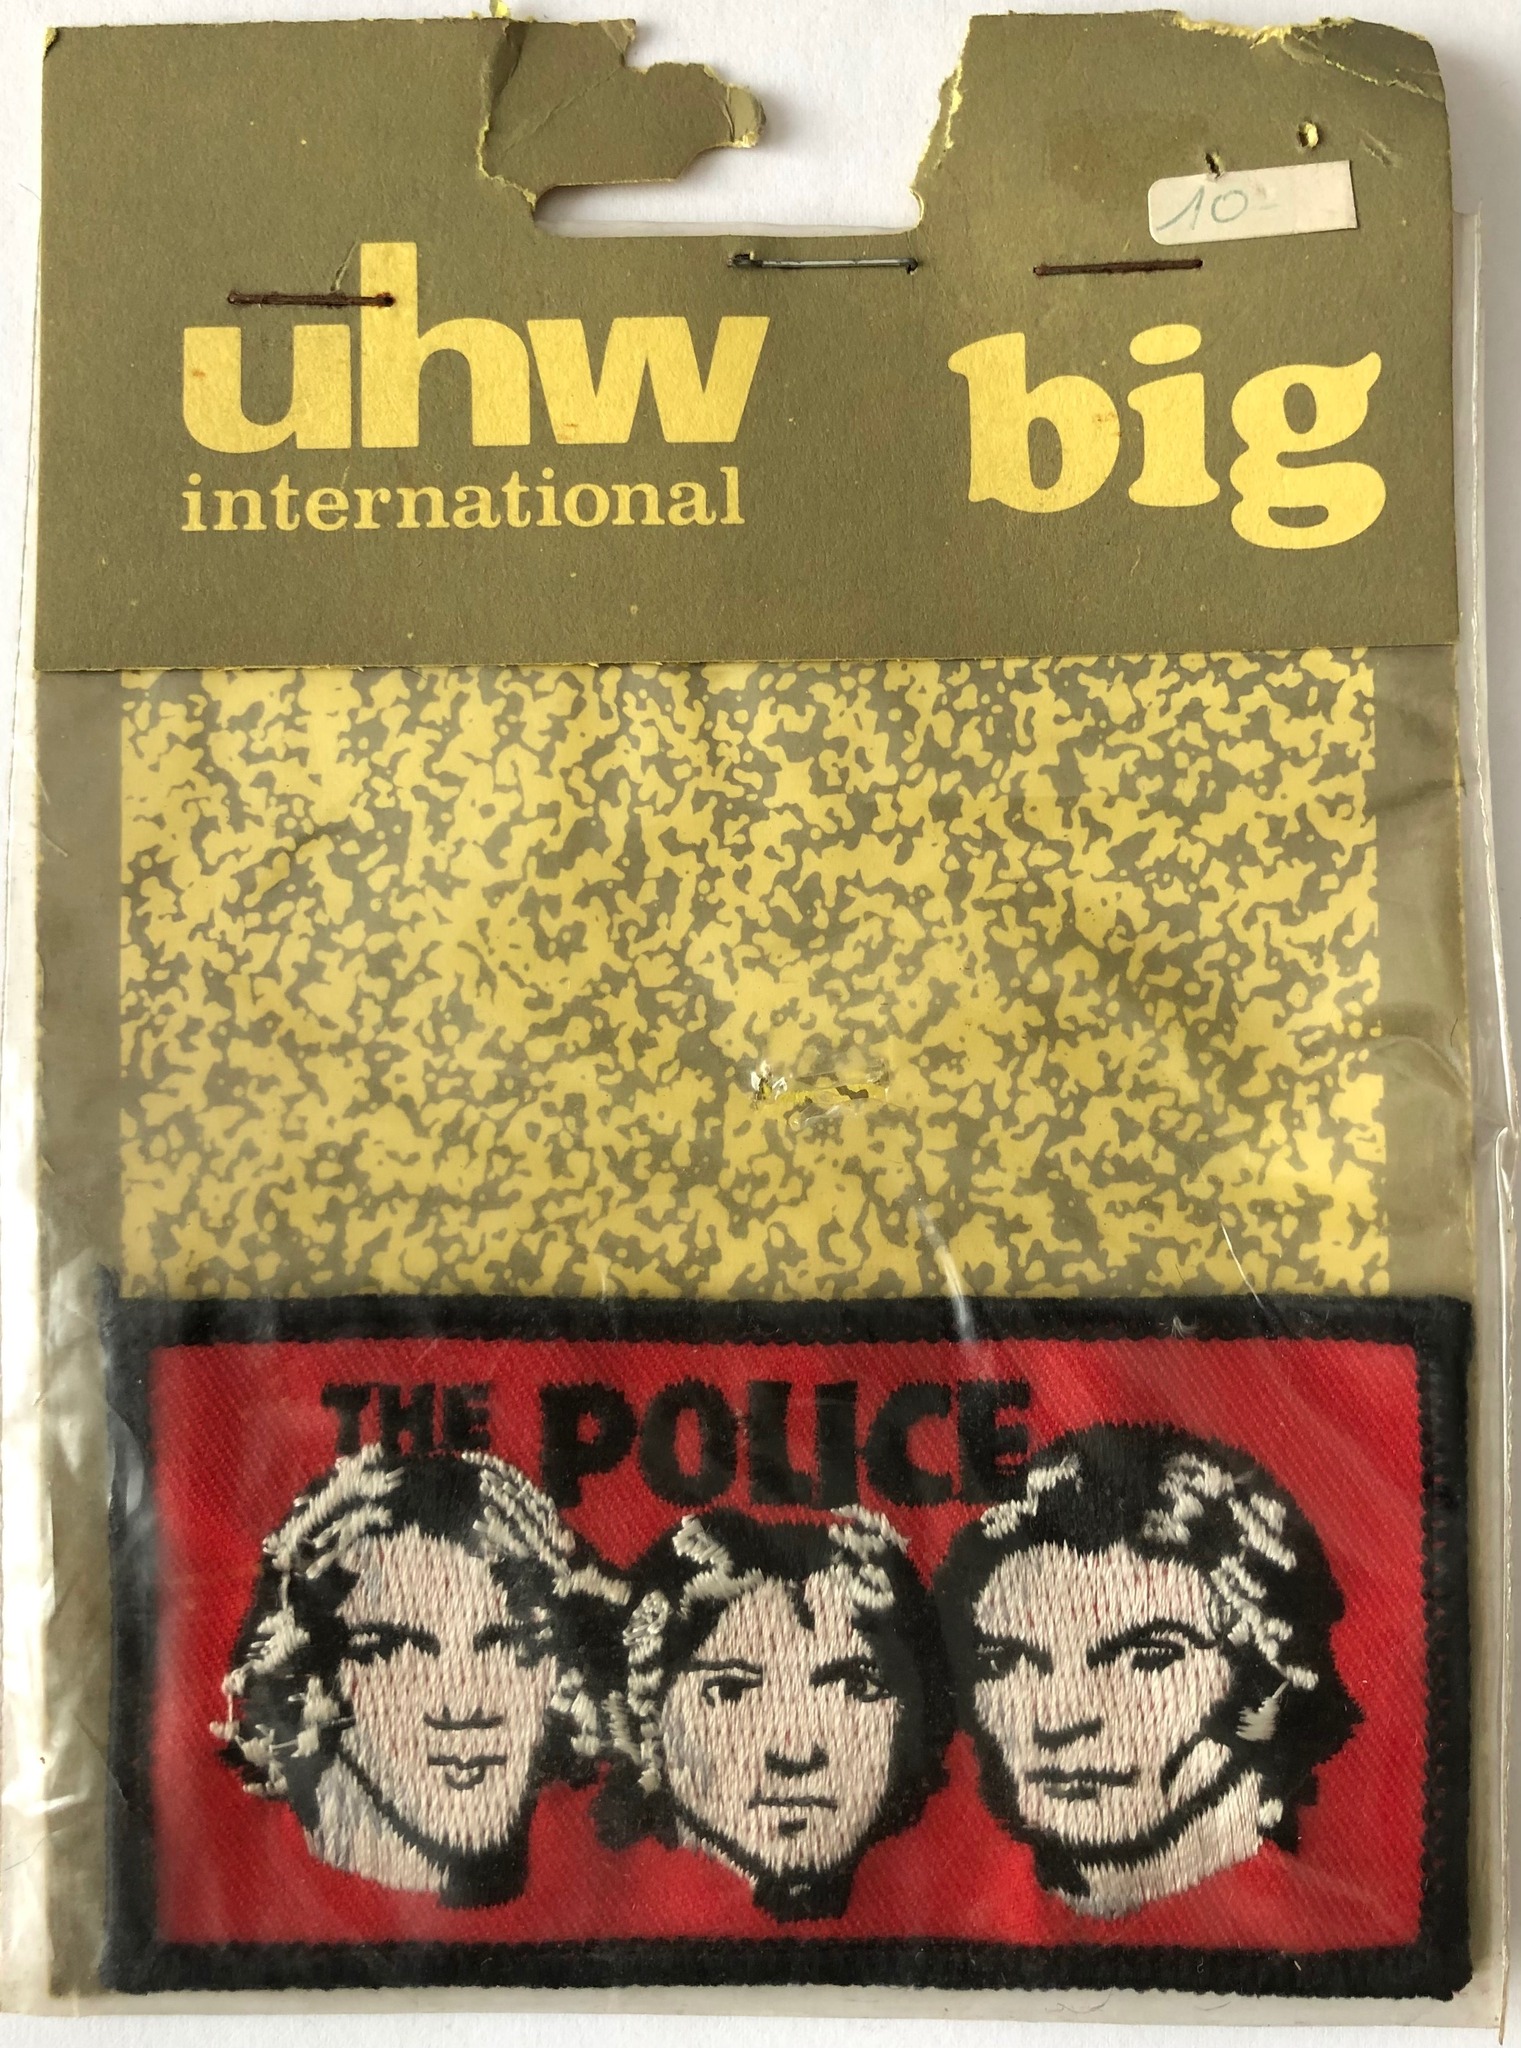 10-
uhw
international
big
THE POLICE